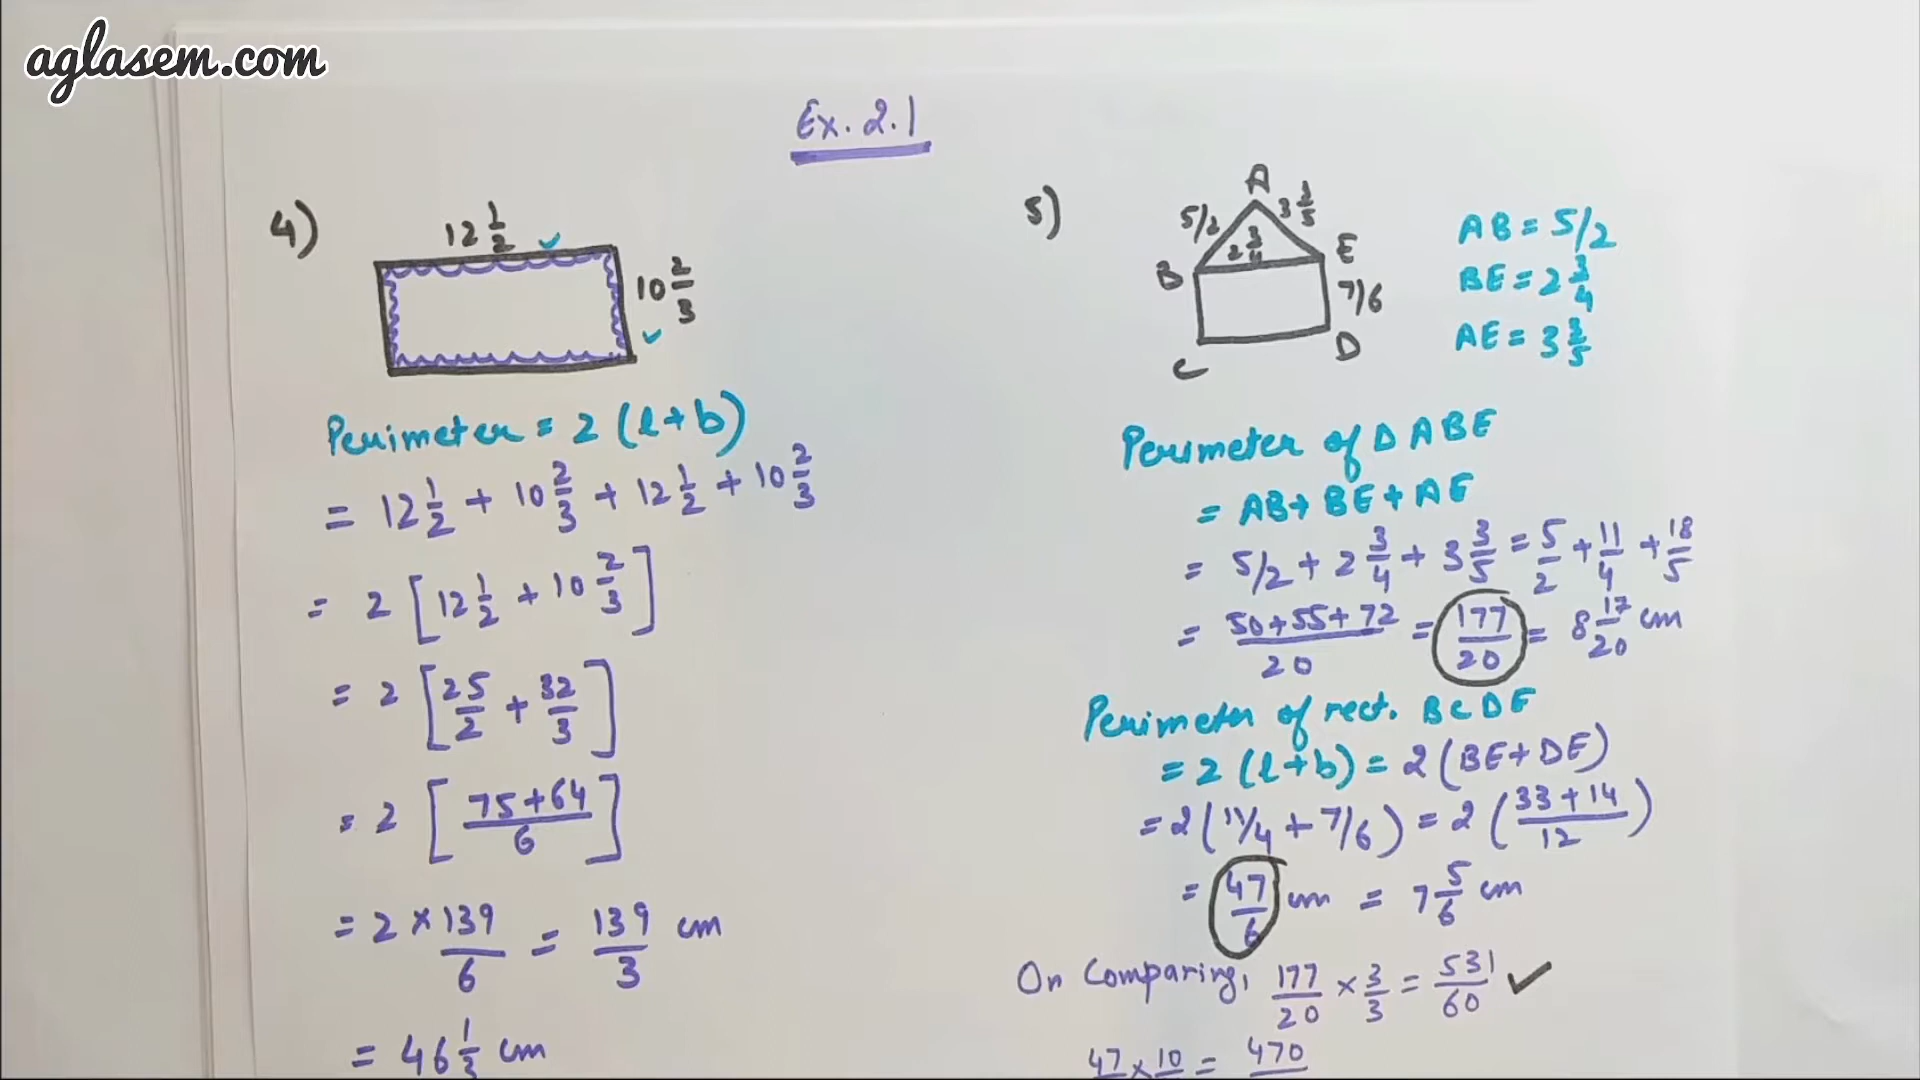 aglasem.com
Ex. 2.1
4)
12 1/2
10 2/3
Perimeter = 2 (l+b)
= 12 1/2 + 10 2/3 + 12 1/2 + 10 2/3
= 2 [12 1/2 + 10 2/3]
= 2 [25/2 + 32/3]
= 2 [75+64/6]
= 2 × 139/6 = 139/3 cm
= 46 1/3 cm
5)
A
5/2 3 3/5
2 3/4
B E
7/6
C D
AB = 5/2
BE = 2 3/4
AE = 3 3/5
Perimeter of Δ ABE
= AB + BE + AE
= 5/2 + 2 3/4 + 3 3/5 = 5/2 + 11/4 + 18/5
= 50+55+72/20 = 177/20 = 8 17/20 cm
Perimeter of rect. BCDE
= 2 (l+b) = 2 (BE+DE)
= 2 (11/4 + 7/6) = 2 (33+14/12)
= 47/6 cm = 7 5/6 cm
On Comparing, 177/20 × 3/3 = 531/60 ✓
47 × 10 = 470